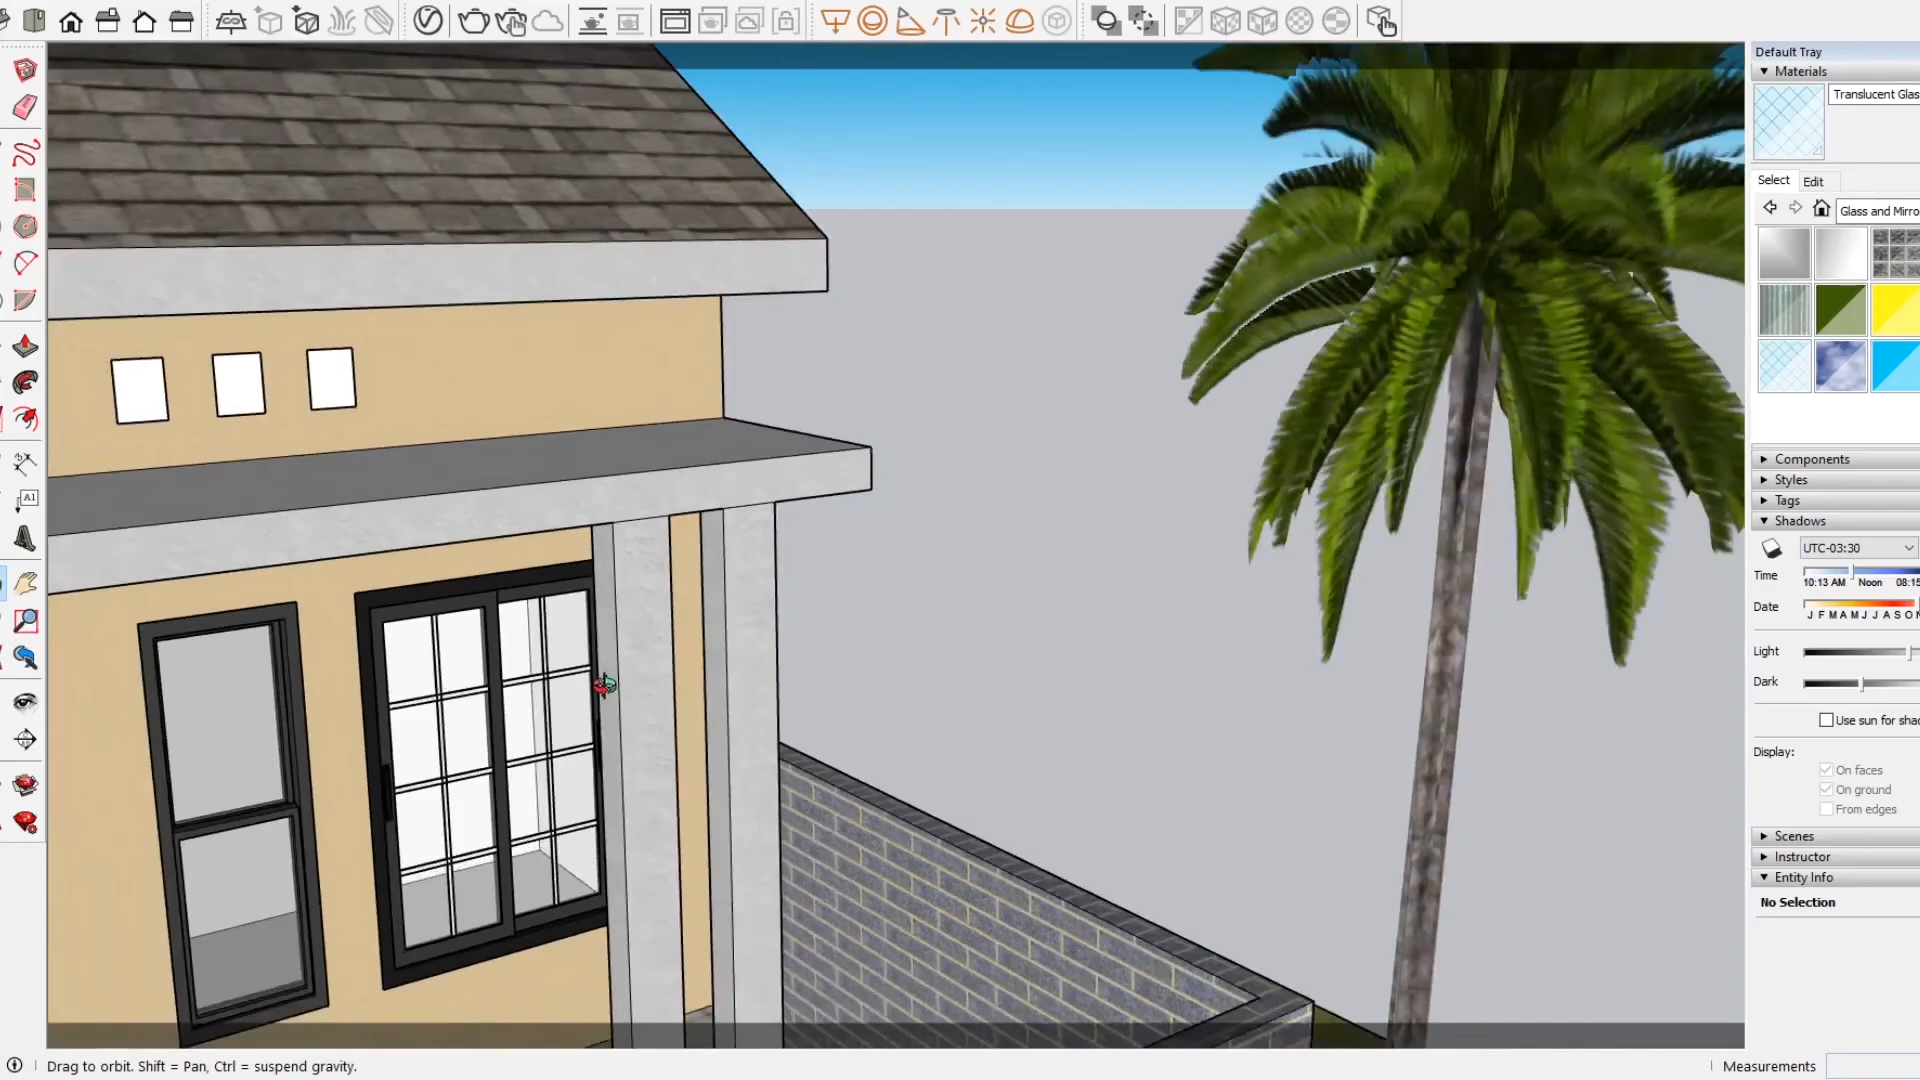 Default Tray
Materials
Translucent Glas
Select Edit
Glass and Mirro
A1
Components
Styles
Tags
Shadows
UTC-03:30
Time
10:13 AM Noon 08:15
Date
J F M A M J J A S O N
Light
Dark
Use sun for shad
Display:
On faces
On ground
From edges
Scenes
Instructor
Entity Info
No Selection
Drag to orbit. Shift = Pan, Ctrl = suspend gravity.
Measurements